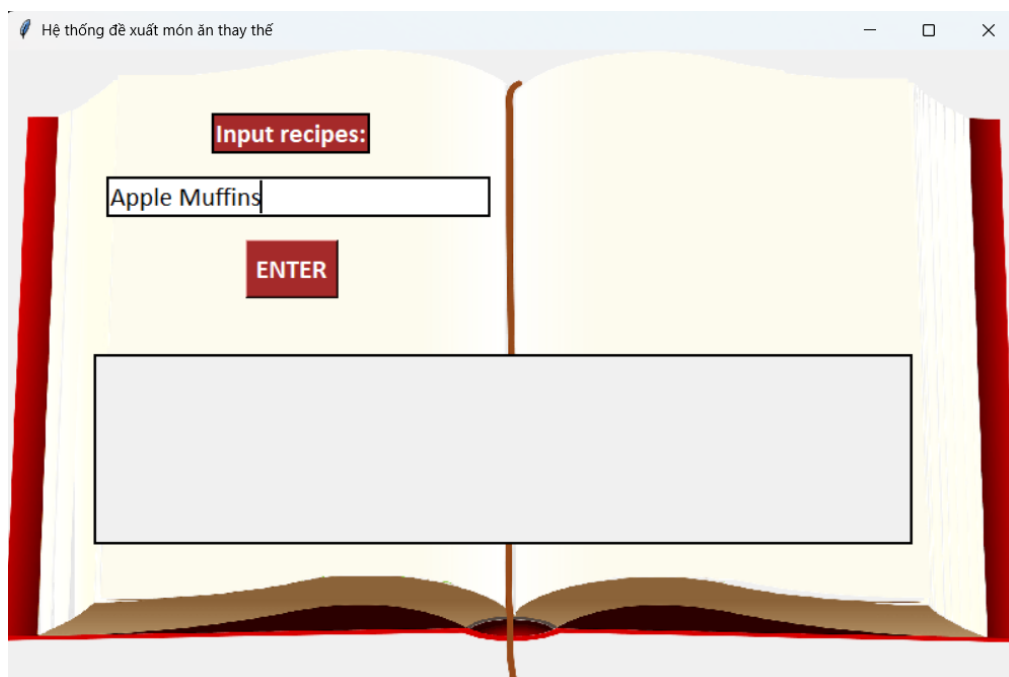 Hệ thống đề xuất món ăn thay thế
Input recipes:
Apple Muffins
ENTER